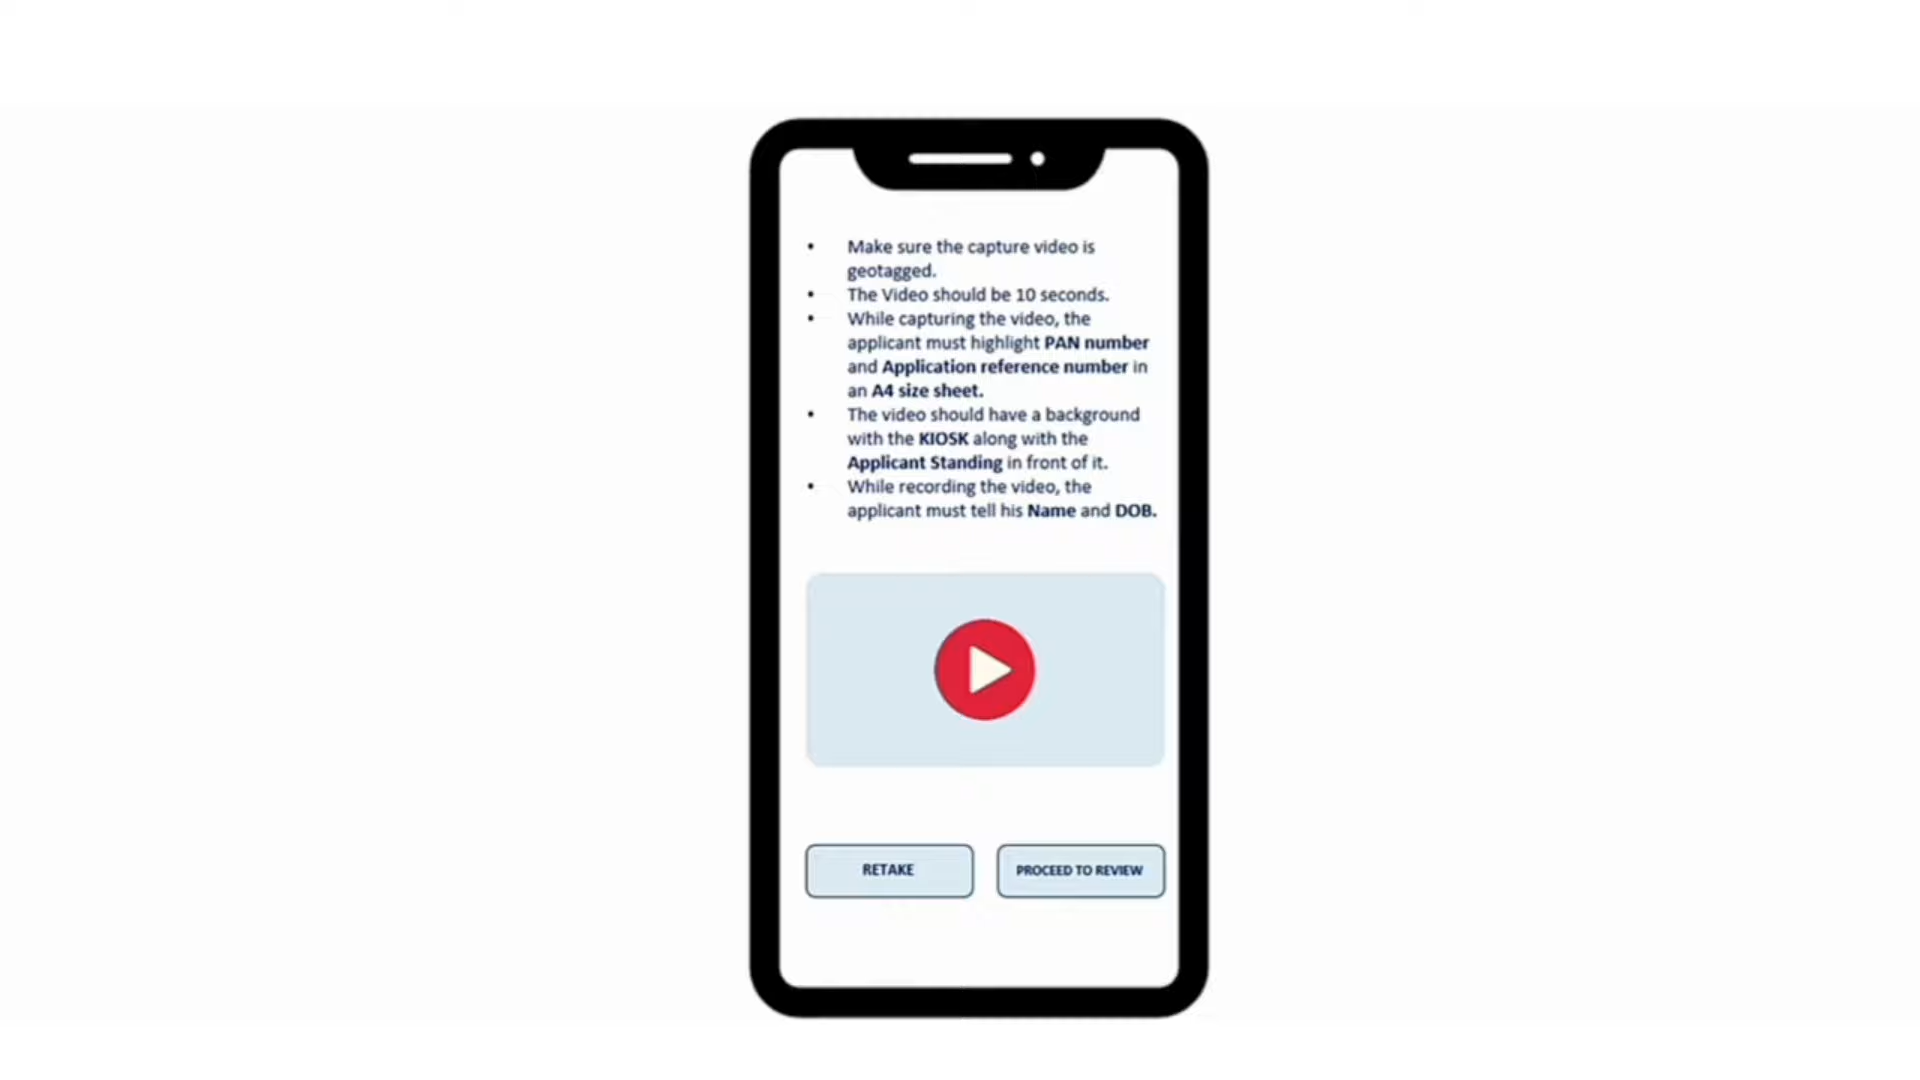 • Make sure the capture video is
geotagged.
• The Video should be 10 seconds.
• While capturing the video, the
applicant must highlight PAN number
and Application reference number in
an A4 size sheet.
• The video should have a background
with the KIOSK along with the
Applicant Standing in front of it.
• While recording the video, the
applicant must tell his Name and DOB.
RETAKE
PROCEED TO REVIEW